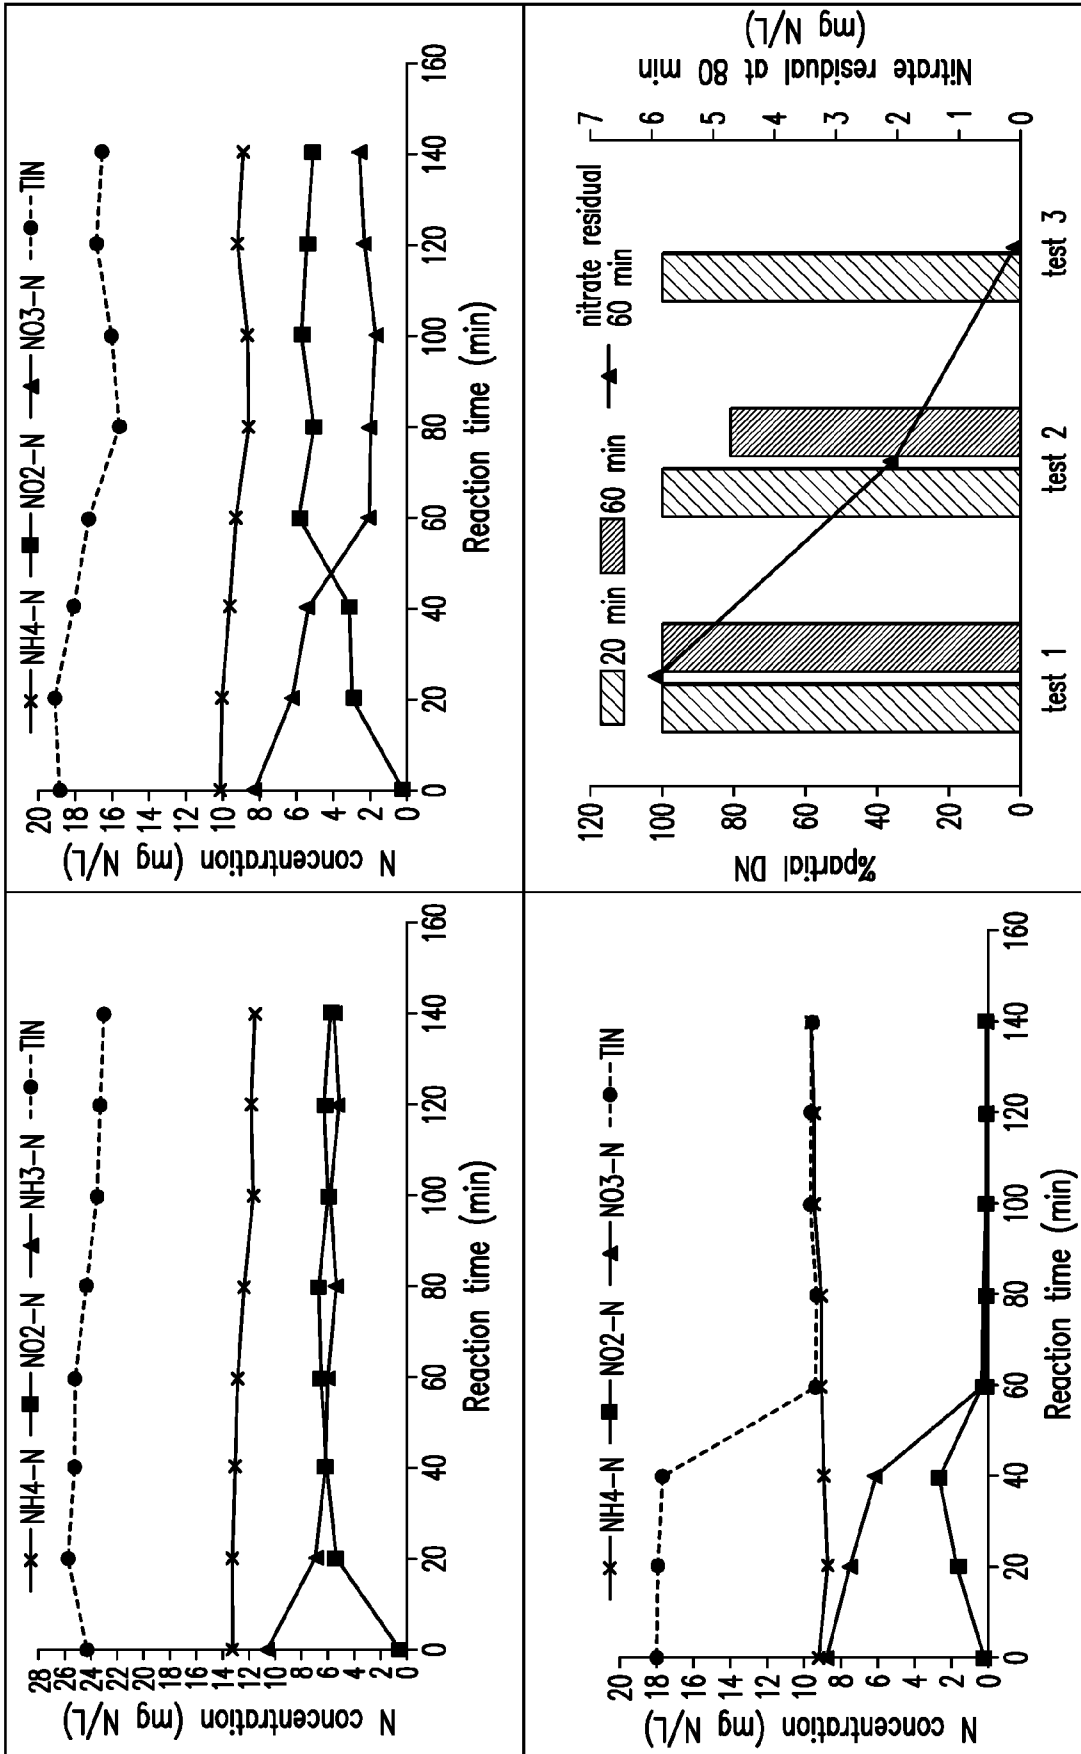 NH4-N NO2-N NH3-N TIN
N concentration (mg N/L)
28
26
24
22
20
18
16
14
12
10
8
6
4
2
0
0 20 40 60 80 100 120 140 160
Reaction time (min)
NH4-N NO2-N NO3-N TIN
N concentration (mg N/L)
20
18
16
14
12
10
8
6
4
2
0
0 20 40 60 80 100 120 140 160
Reaction time (min)
NH4-N NO2-N NO3-N TIN
N concentration (mg N/L)
20
18
16
14
12
10
8
6
4
2
0
0 20 40 60 80 100 120 140 160
Reaction time (min)
20 min 60 min nitrate residual
60 min
%partial DN
120
100
80
60
40
20
0
test 1 test 2 test 3
7
6
5
4
3
2
1
0
Nitrate residual at 80 min
(mg N/L)